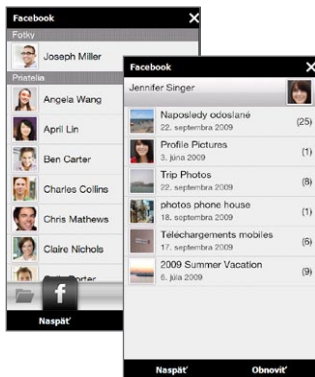 Facebook
Fotky
Joseph Miller
Priatelia
Angela Wang
April Lin
Ben Carter
Charles Collins
Chris Mathews
Claire Nichols
Porter
Naspäť
Facebook
Jennifer Singer
Naposledy odoslané (25)
22. septembra 2009
Profile Pictures (1)
3. júna 2009
Trip Photos (8)
22. septembra 2009
photos phone house (1)
18. septembra 2009
Téléchargements mobiles (6)
17. septembra 2009
2009 Summer Vacation (9)
6. júla 2009
Naspäť Obnoviť